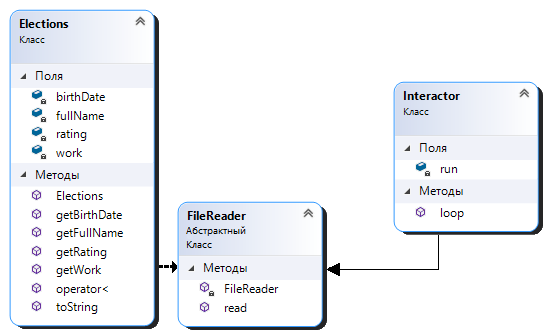 Elections
Класс
Поля
birthDate
fullName
rating
work
Методы
Elections
getBirthDate
getFullName
getRating
getWork
operator<
toString
FileReader
Абстрактный
Класс
Методы
FileReader
read
Interactor
Класс
Поля
run
Методы
loop